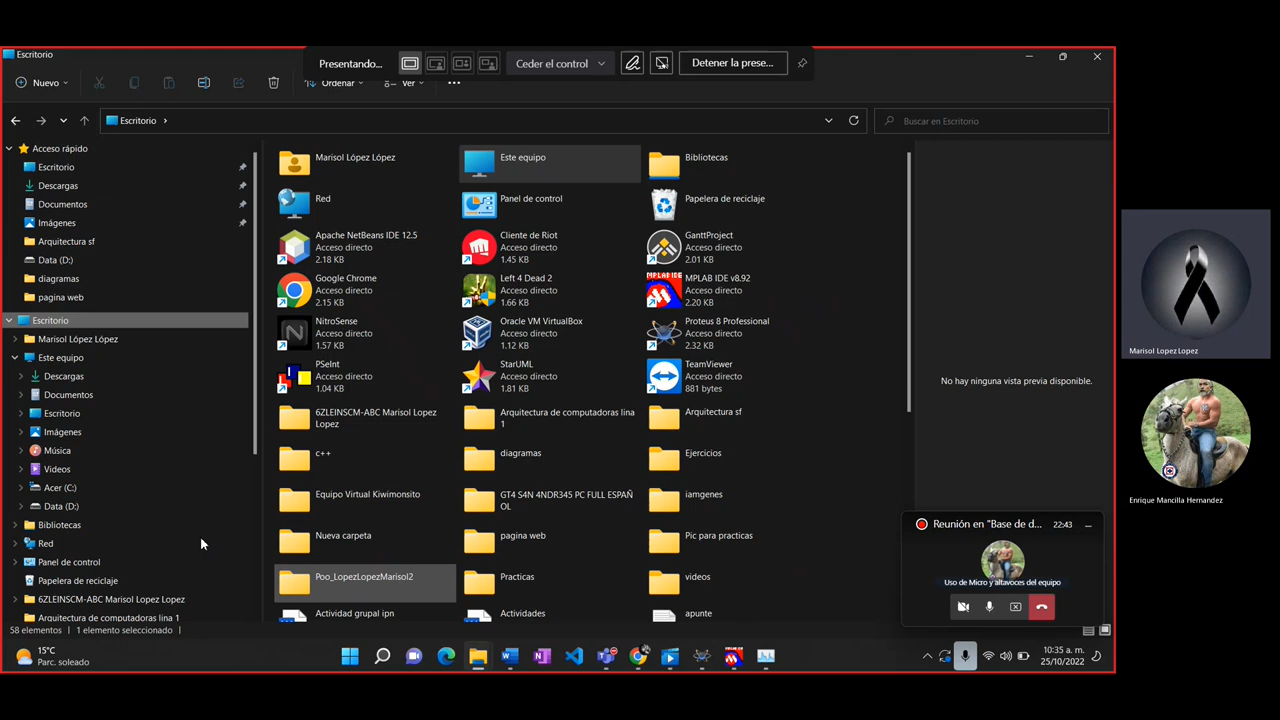 Escritorio
Presentando...
Ceder el control
Detener la prese...
Nuevo
Ordenar
Ver
Escritorio
Buscar en Escritorio
Acceso rápido
Escritorio
Descargas
Documentos
Imágenes
Arquitectura sf
Data (D:)
diagramas
pagina web
Escritorio
Marisol López López
Este equipo
Descargas
Documentos
Escritorio
Imágenes
Música
Videos
Acer (C:)
Data (D:)
Bibliotecas
Red
Panel de control
Papelera de reciclaje
6ZLEINSCM-ABC Marisol Lopez Lopez
Arquitectura de computadoras lina 1
Marisol López López
Este equipo
Bibliotecas
Red
Panel de control
Papelera de reciclaje
Apache NetBeans IDE 12.5
Acceso directo
2.18 KB
Cliente de Riot
Acceso directo
1.45 KB
GanttProject
Acceso directo
2.01 KB
Google Chrome
Acceso directo
2.15 KB
Left 4 Dead 2
Acceso directo
1.66 KB
MPLAB IDE v8.92
Acceso directo
2.20 KB
NitroSense
Acceso directo
1.57 KB
Oracle VM VirtualBox
Acceso directo
1.12 KB
Proteus 8 Professional
Acceso directo
2.32 KB
PSeInt
Acceso directo
1.04 KB
StarUML
Acceso directo
1.81 KB
TeamViewer
Acceso directo
881 bytes
6ZLEINSCM-ABC Marisol Lopez
Lopez
Arquitectura de computadoras lina
1
Arquitectura sf
c++
diagramas
Ejercicios
Equipo Virtual Kiwimonsito
GT4 S4N 4NDR345 PC FULL ESPAÑ
OL
iamgenes
Nueva carpeta
pagina web
Pic para practicas
Poo_LopezLopezMarisol2
Practicas
videos
Actividad grupal ipn
Actividades
apunte
No hay ninguna vista previa disponible.
58 elementos
1 elemento seleccionado
Reunión en "Base de d...
22:43
Uso de Micro y altavoces del equipo
15°C
Parc. soleado
10:35 a. m.
25/10/2022
Marisol Lopez Lopez
Enrique Mancilla Hernandez